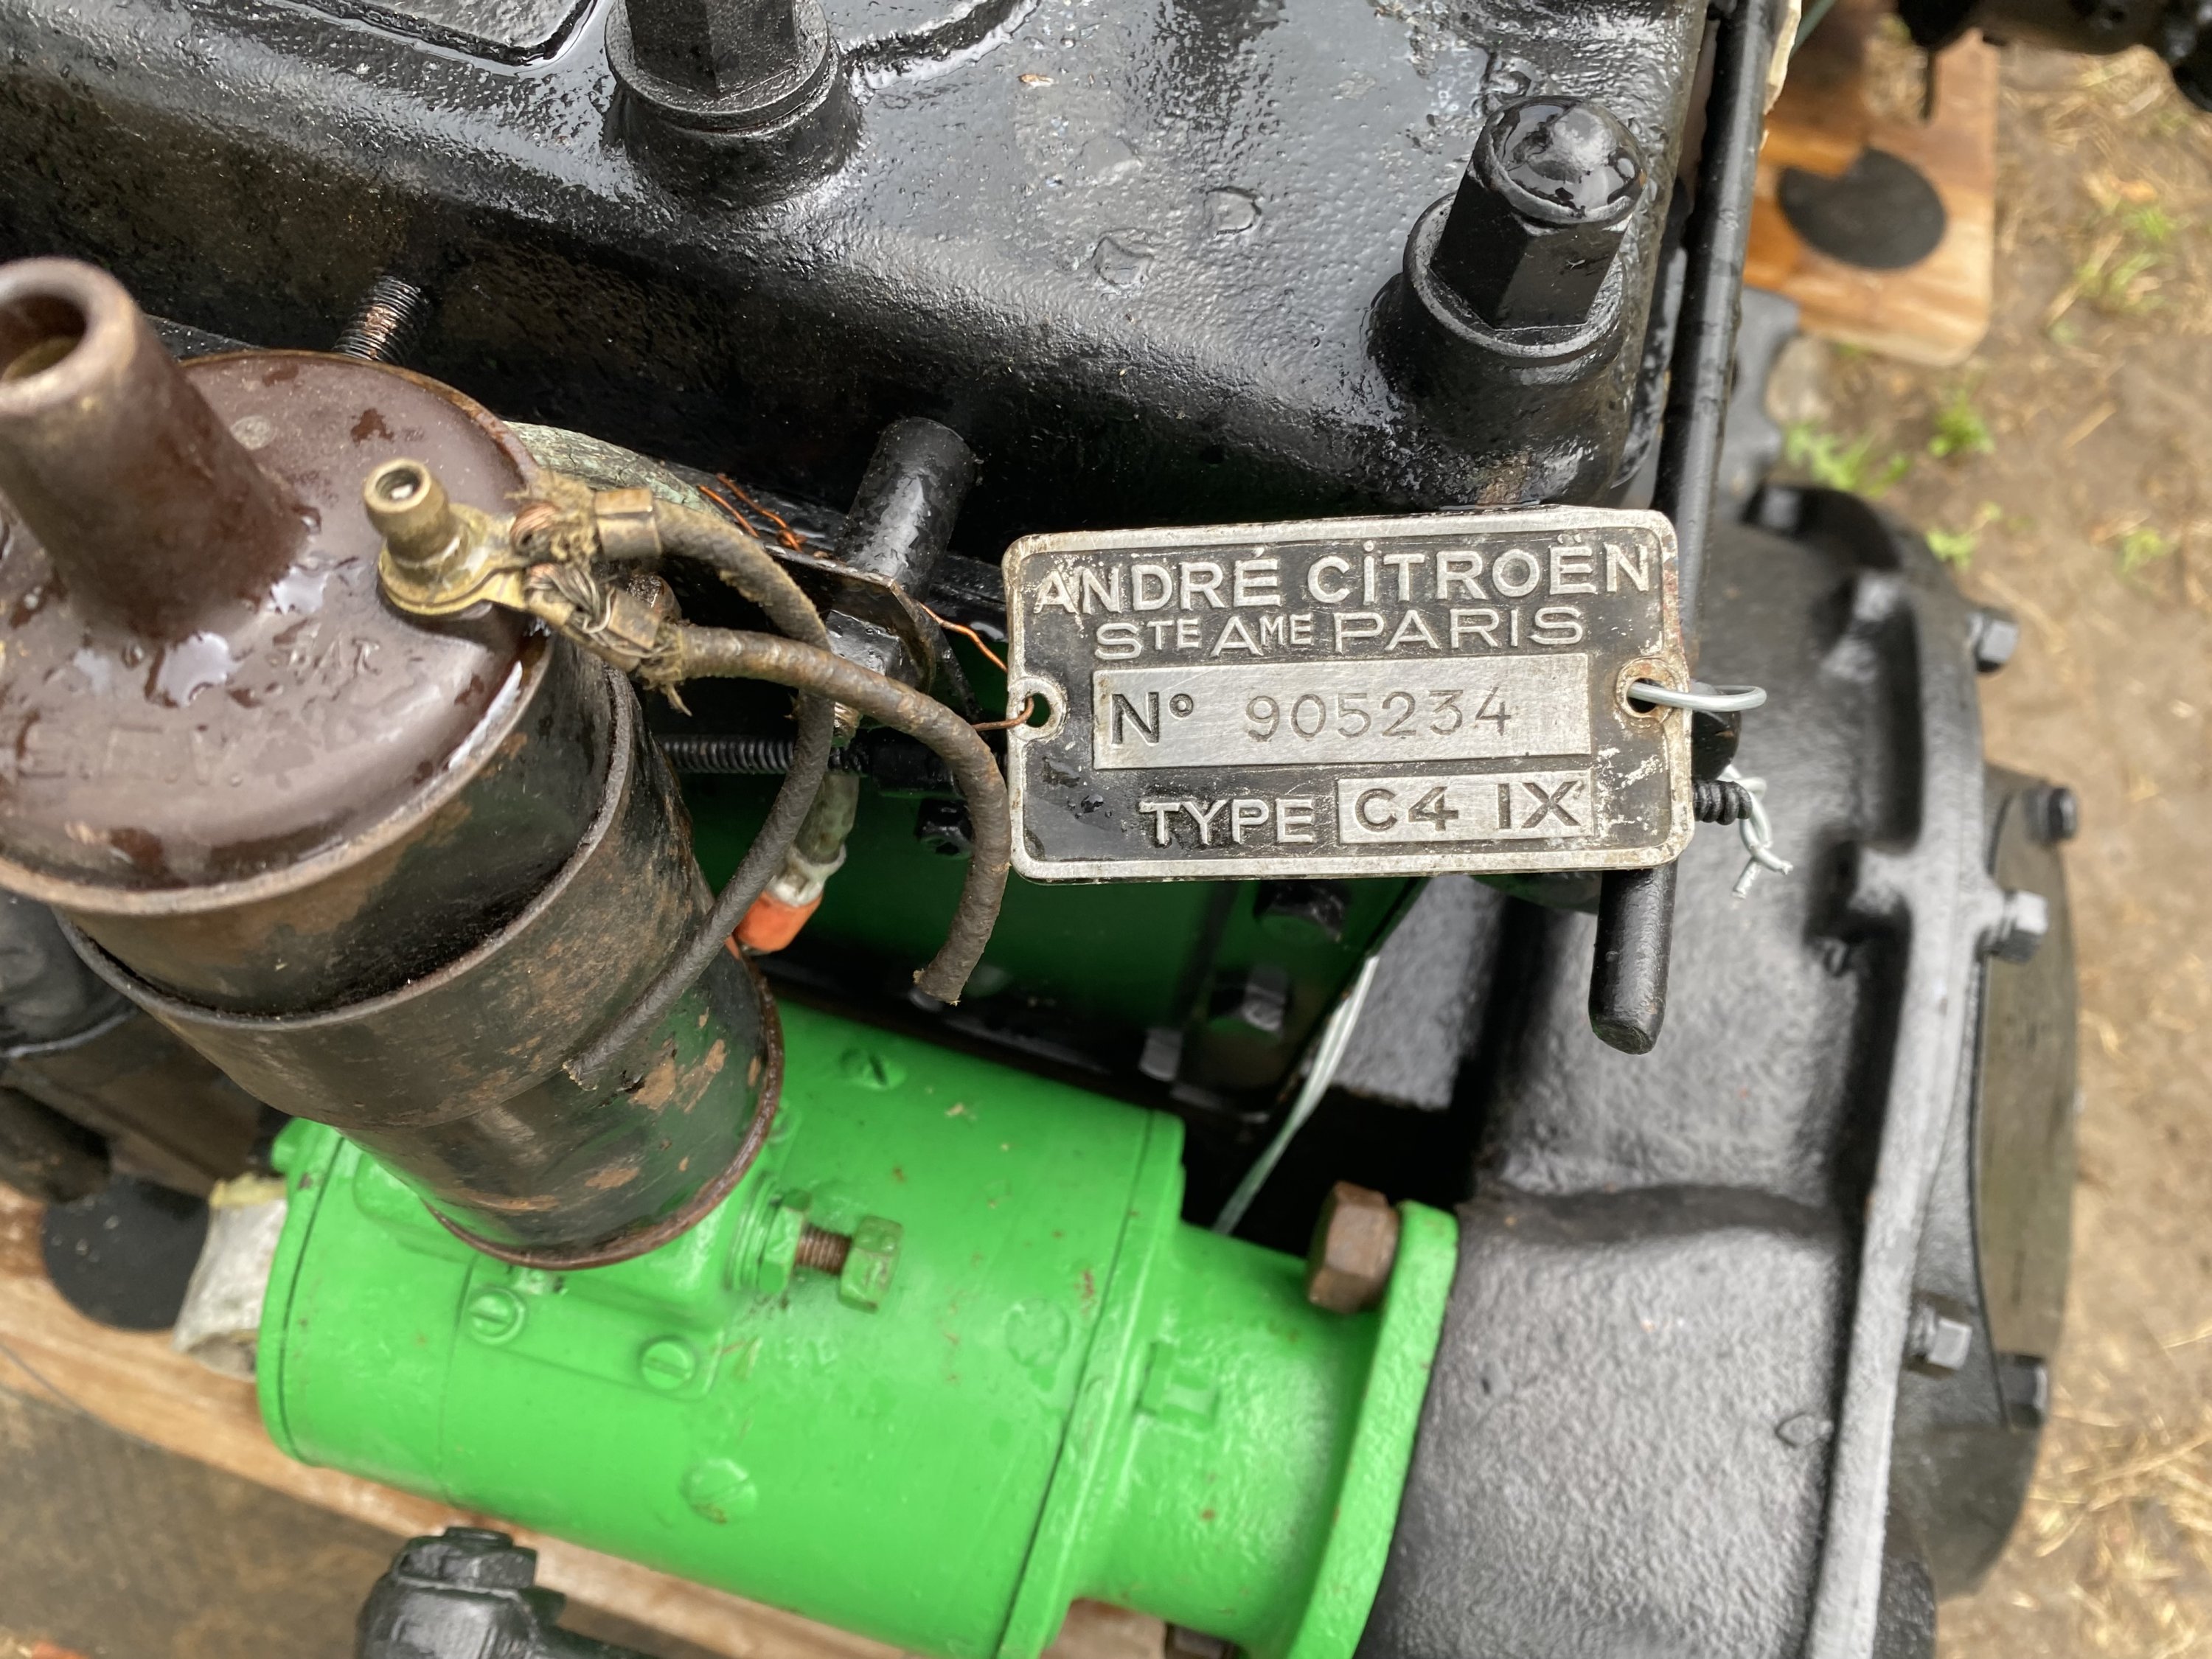 ANDRÉ CITROËN
STE AME PARIS
N° 905234
TYPE C4 IX